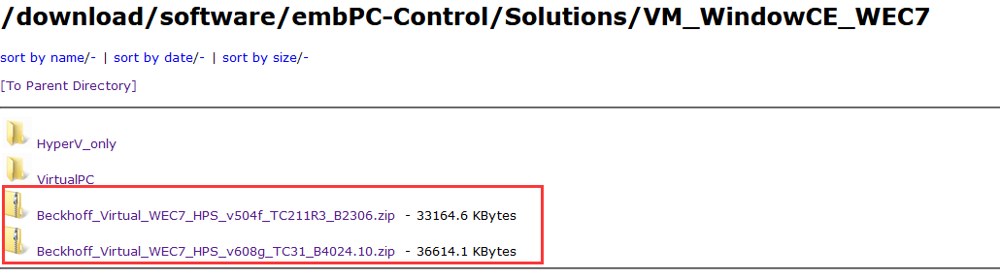 /download/software/embPC-Control/Solutions/VM_WindowCE_WEC7
sort by name/- | sort by date/- | sort by size/-
[To Parent Directory]
HyperV_only
VirtualPC
Beckhoff_Virtual_WEC7_HPS_v504f_TC211R3_B2306.zip - 33164.6 KBytes
Beckhoff_Virtual_WEC7_HPS_v608g_TC31_B4024.10.zip - 36614.1 KBytes